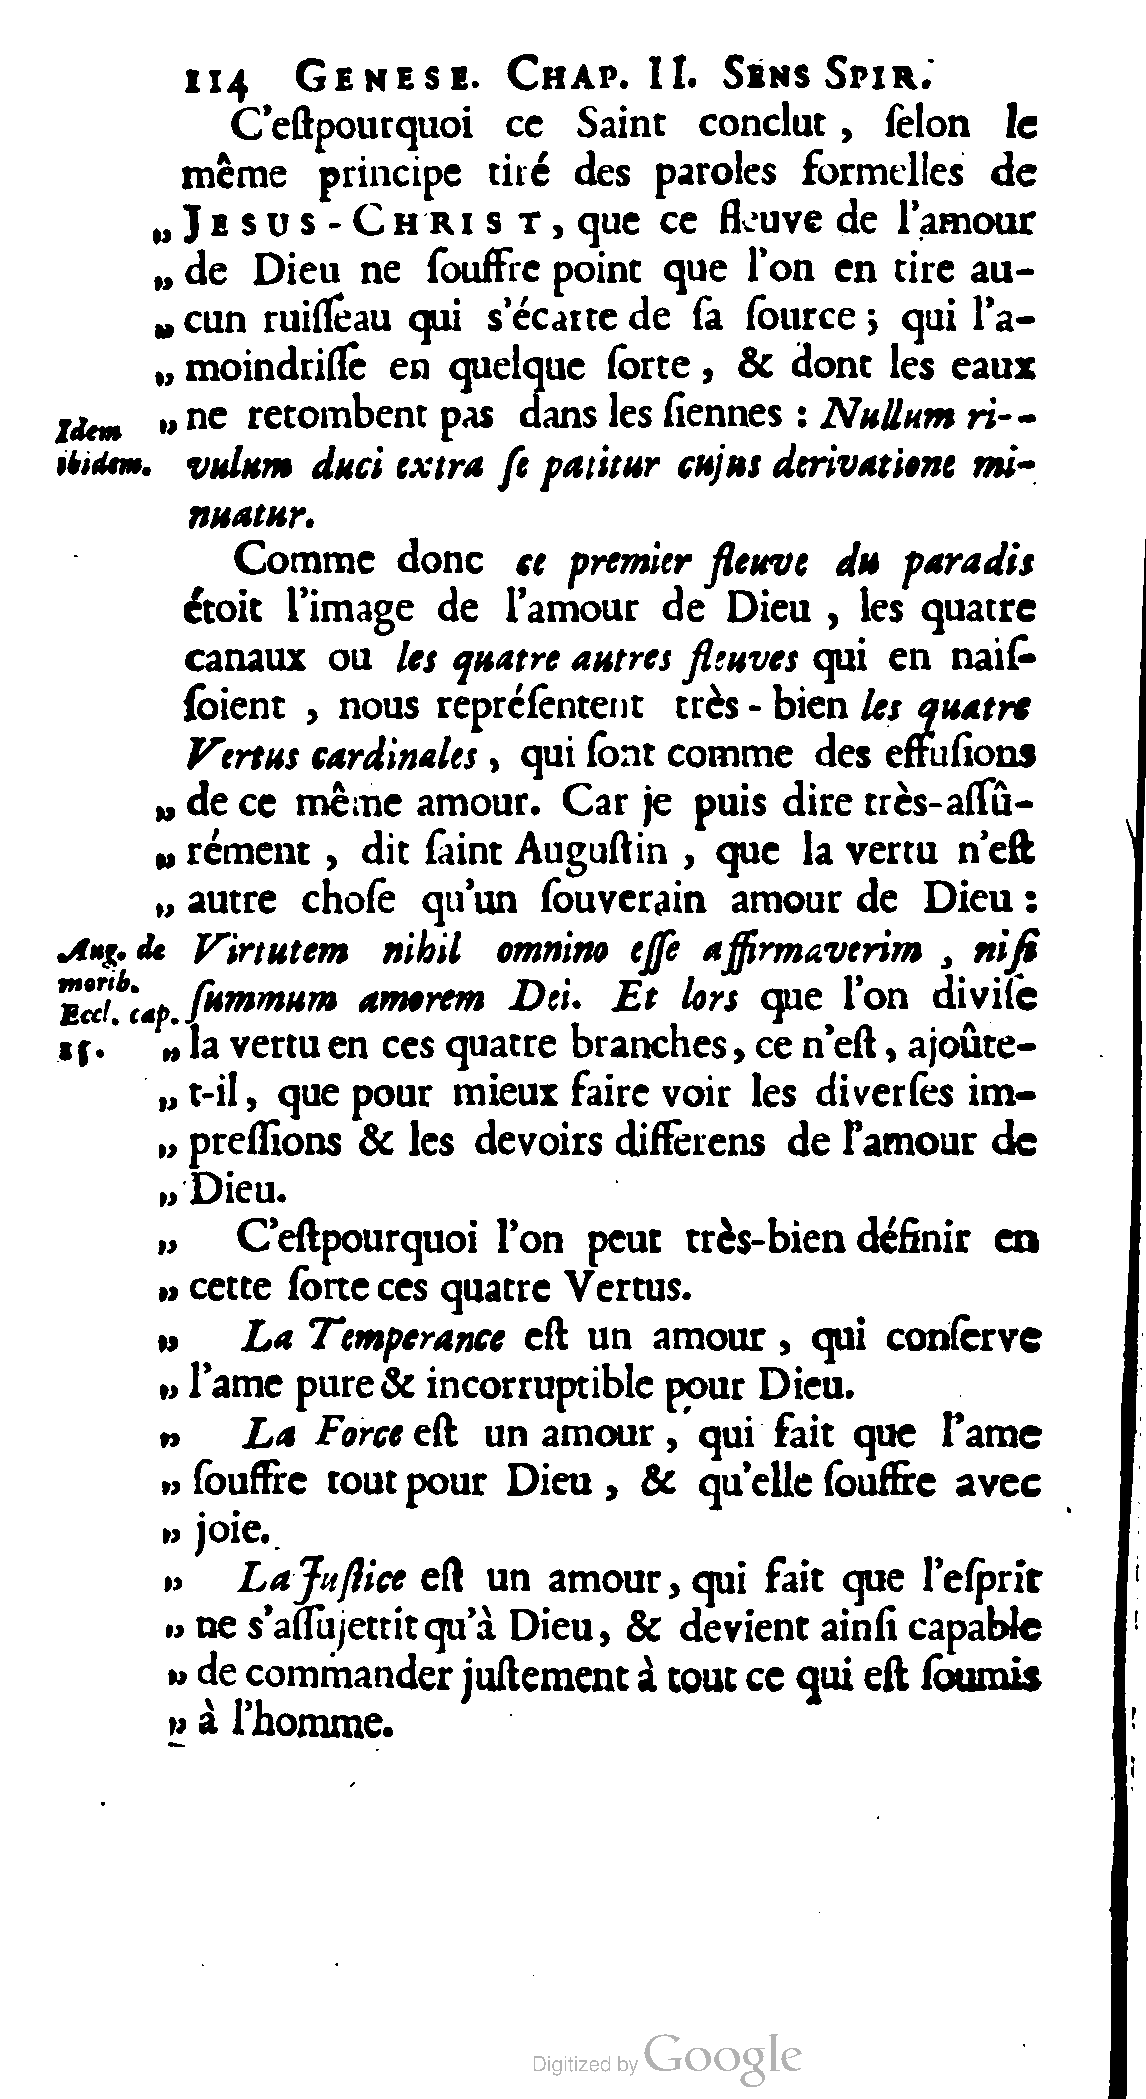 114 GENESE. CHAP. II. SENS SPIR.
C'eſtpourquoi ce Saint conclut , ſelon le
même principe tiré des paroles formelles de
„ JESUS-CHRIST, que ce fleuve de l'amour
„ de Dieu ne ſouffre point que l'on en tire au-
„ cun ruiſſeau qui s'écarte de ſa ſource ; qui l'a-
„ moindriſſe en quelque ſorte , & dont les eaux
Idem „ ne retombent pas dans les ſiennes : Nullum ri-
ibidem. vulum duci extra ſe patitur cujus derivatione mi-
nuatur.
Comme donc ce premier fleuve du paradis
étoit l'image de l'amour de Dieu , les quatre
canaux ou les quatre autres fleuves qui en naiſ-
ſoient , nous repréſentent très-bien les quatre
Vertus cardinales , qui ſont comme des effuſions
„ de ce même amour. Car je puis dire très-aſſû-
„ rément , dit ſaint Auguſtin , que la vertu n'eſt
„ autre choſe qu'un ſouverain amour de Dieu :
Aug. de Virtutem nihil omnino eſſe affirmaverim , niſi
morib. ſummum amorem Dei. Et lors que l'on diviſe
Eccl. cap.
15. „ la vertu en ces quatre branches, ce n'eſt, ajoûte-
„ t-il, que pour mieux faire voir les diverſes im-
„ preſſions & les devoirs differens de l'amour de
„ Dieu.
„ C'eſtpourquoi l'on peut très-bien définir en
„ cette ſorte ces quatre Vertus.
„ La Temperance eſt un amour , qui conſerve
„ l'ame pure & incorruptible pour Dieu.
„ La Force eſt un amour , qui fait que l'ame
„ ſouffre tout pour Dieu , & qu'elle ſouffre avec
„ joie.
„ La Juſtice eſt un amour, qui fait que l'eſprit
„ ne s'aſſujettit qu'à Dieu, & devient ainſi capable
„ de commander juſtement à tout ce qui eſt ſoumis
„ à l'homme.
Digitized by Google